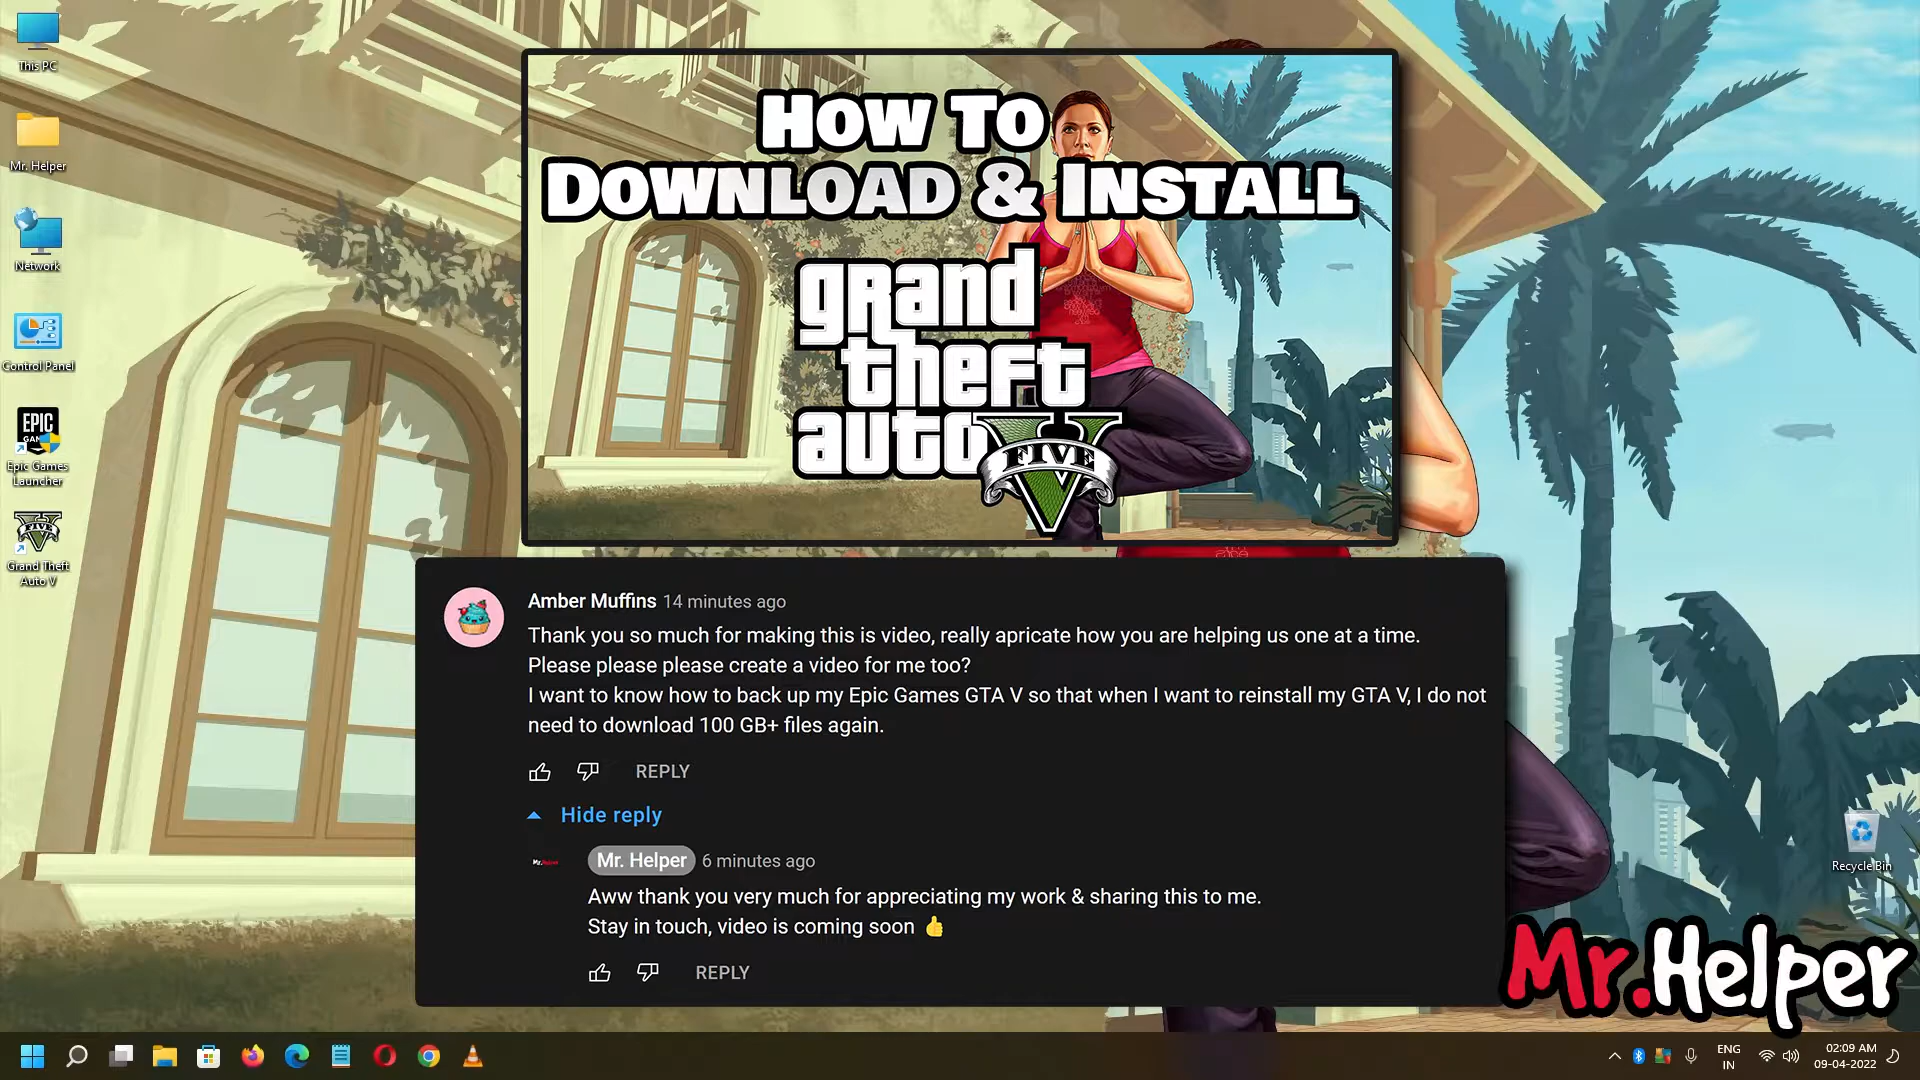 This PC
Mr. Helper
Network
Control Panel
EPIC
GAMES
Epic Games
Launcher
FIVE
Grand Theft
Auto V
HOW TO
DOWNLOAD & INSTALL
grand
theft
auto
FIVE
Amber Muffins 14 minutes ago
Thank you so much for making this is video, really apricate how you are helping us one at a time.
Please please please create a video for me too?
I want to know how to back up my Epic Games GTA V so that when I want to reinstall my GTA V, I do not
need to download 100 GB+ files again.
REPLY
Hide reply
Mr. Helper 6 minutes ago
Aww thank you very much for appreciating my work & sharing this to me.
Stay in touch, video is coming soon 👍
REPLY
Recycle Bin
Mr.Helper
ENG
IN
02:09 AM
09-04-2022